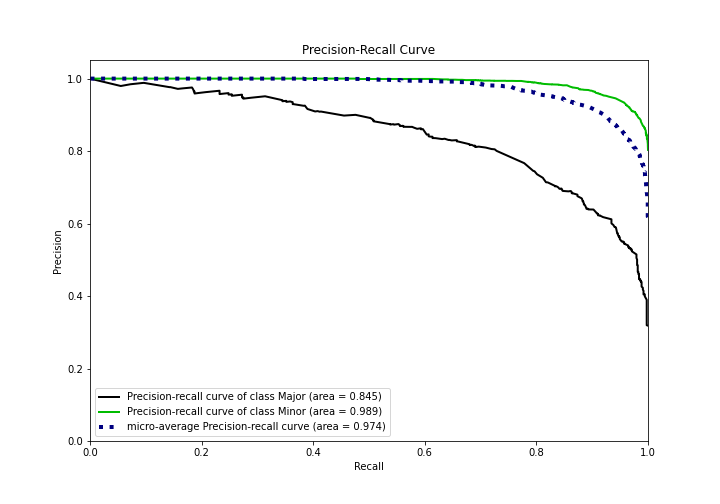 Precision-Recall Curve
1.0
0.8
0.6
0.4
0.2
0.0
Precision
Precision-recall curve of class Major (area = 0.845)
Precision-recall curve of class Minor (area = 0.989)
micro-average Precision-recall curve (area = 0.974)
0.0 0.2 0.4 0.6 0.8 1.0
Recall